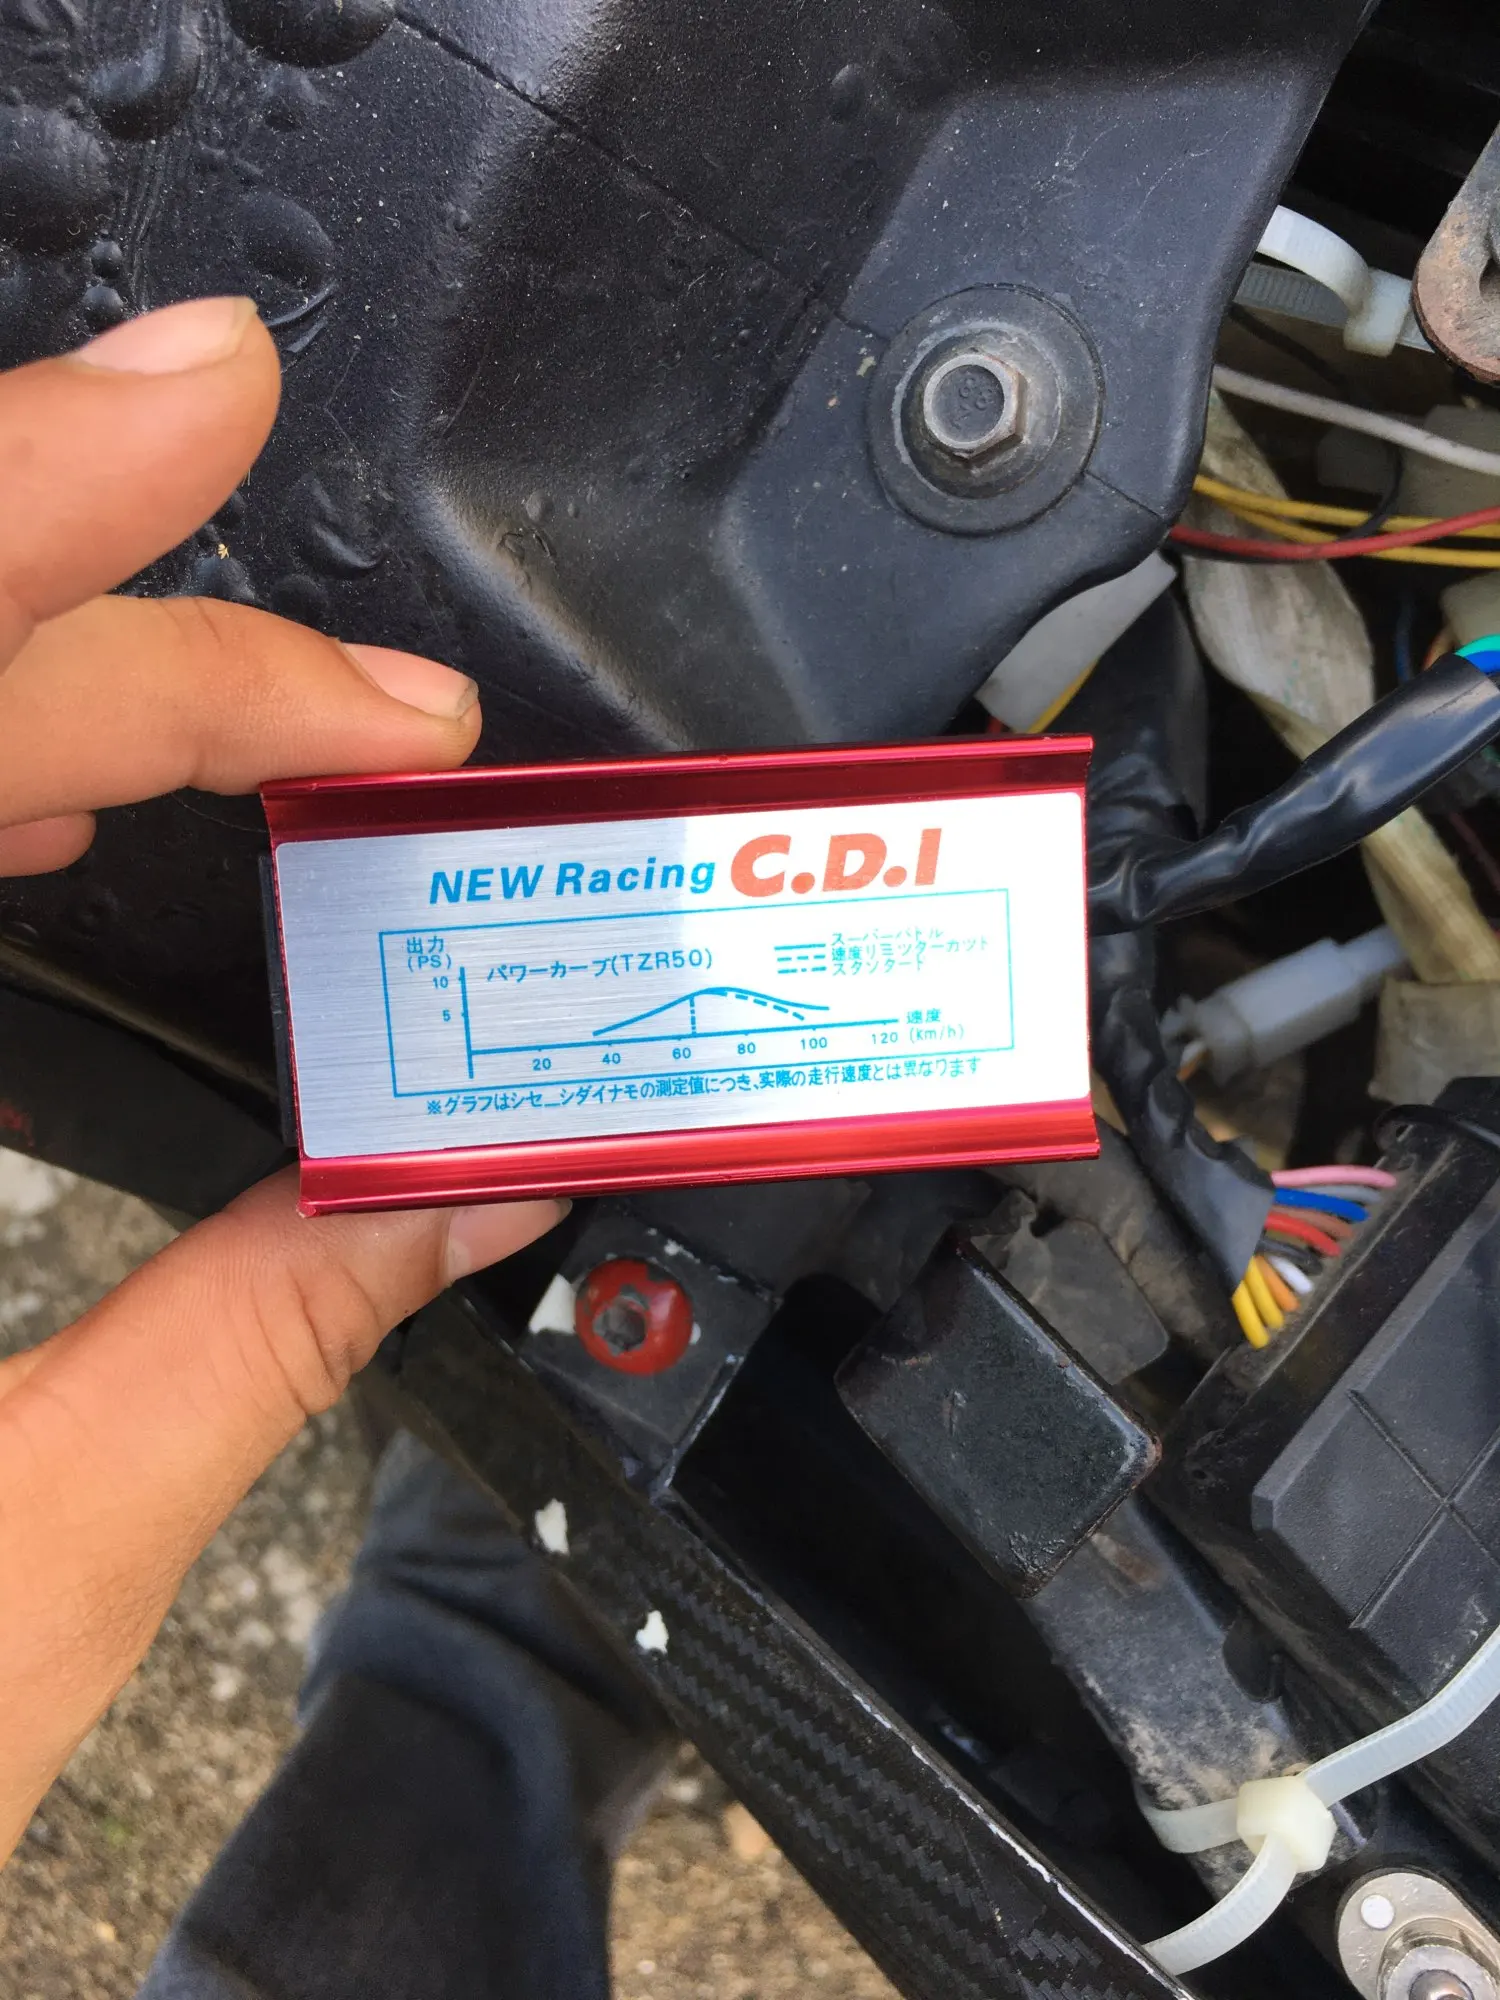 NEW Racing C.D.I
出力
(PS)
10
5
パワーカーブ(TZR50)
スーパーバトル
速度リミッターカット
スタンダード
20 40 60 80 100 120
速度
(km/h)
※グラフはシセ_シダイナモの測定値につき、実際の走行速度とは異なります